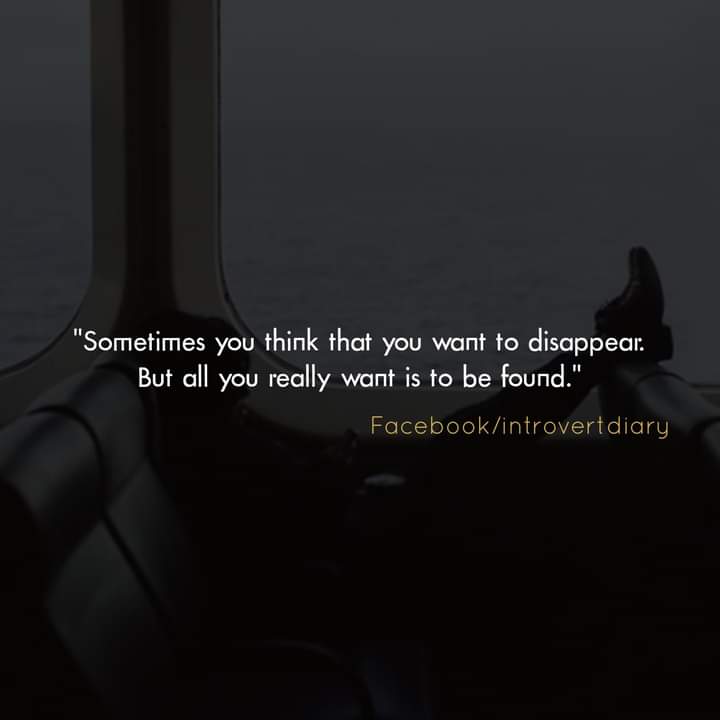 "Sometimes you think that you want to disappear.
But all you really want is to be found."
Facebook/introvertdiary